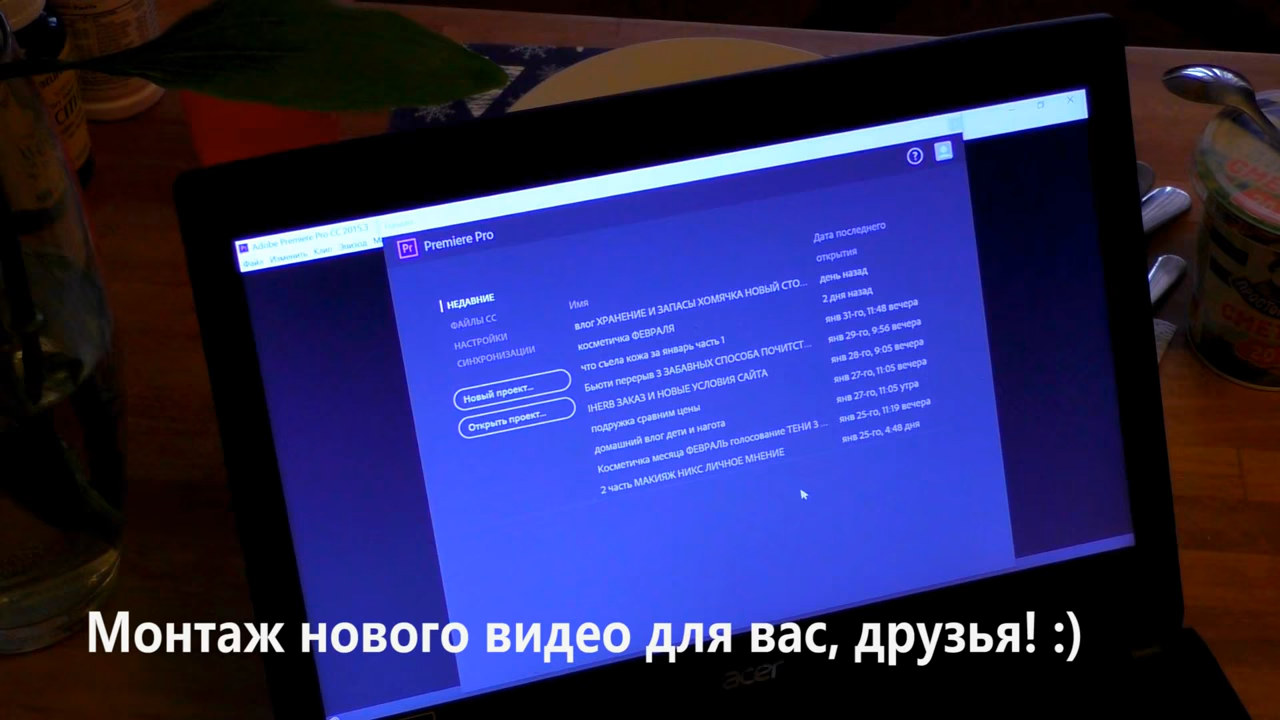 Adobe Premiere Pro CC 2015.3
Файл Изменить Клип Эпизод
Pr Premiere Pro
?
НЕДАВНИЕ
ФАЙЛЫ CC
НАСТРОЙКИ
СИНХРОНИЗАЦИИ
Новый проект...
Открыть проект...
Имя
Дата последнего
открытия
влог ХРАНЕНИЕ И ЗАПАСЫ ХОМЯЧКА НОВЫЙ СТО... день назад
косметичка ФЕВРАЛЯ 2 дня назад
что съела кожа за январь часть 1 янв 31-го, 11:48 вечера
Бьюти перерыв 3 ЗАБАВНЫХ СПОСОБА ПОЧИТСТ... янв 29-го, 9:56 вечера
IHERB ЗАКАЗ И НОВЫЕ УСЛОВИЯ САЙТА янв 28-го, 9:05 вечера
подружка сравним цены янв 27-го, 11:05 вечера
домашний влог дети и нагота янв 27-го, 11:05 утра
Косметичка месяца ФЕВРАЛЬ голосование ТЕНИ 3 ... янв 25-го, 11:19 вечера
2 часть МАКИЯЖ НИКС ЛИЧНОЕ МНЕНИЕ янв 25-го, 4:48 дня
Монтаж нового видео для вас, друзья! :)
acer